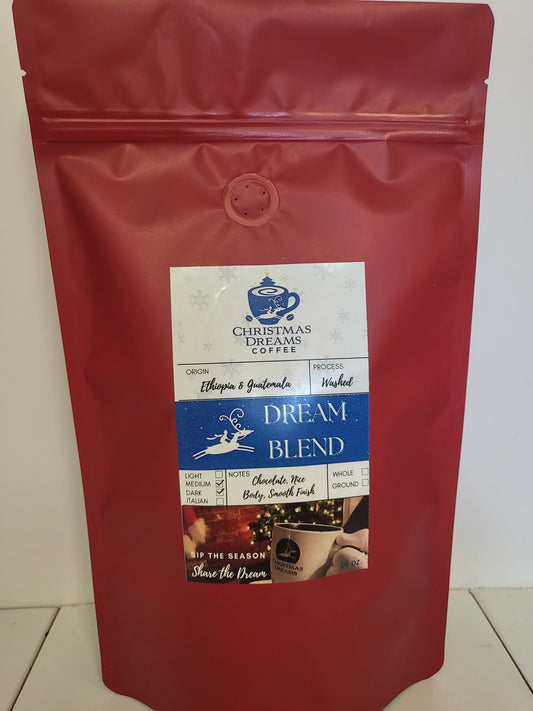 CHRISTMAS
DREAMS
COFFEE
ORIGIN
Ethiopia & Guatemala
PROCESS
Washed
DREAM
BLEND
LIGHT
MEDIUM
DARK
ITALIAN
NOTES
Chocolate, Nice
Body, Smooth Finish
WHOLE
GROUND
SIP THE SEASON
Share the Dream
CHRISTMAS
DREAMS
16 oz.